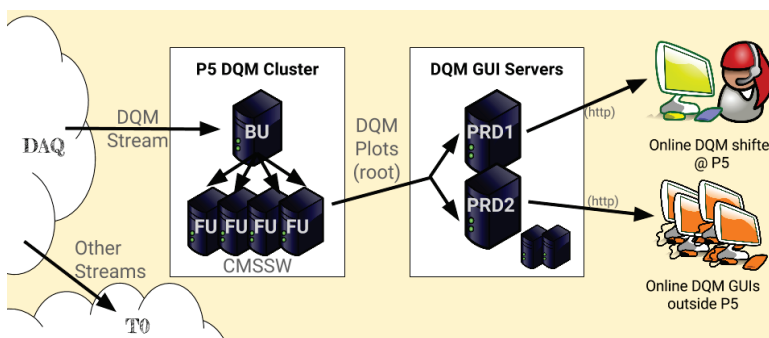 P5 DQM Cluster
DQM GUI Servers
DQM
Stream
DAQ
BU
FU
FU
FU
FU
CMSSW
DQM
Plots
(root)
PRD1
PRD2
(http)
(http)
Online DQM shifte
@ P5
Online DQM GUIs
outside P5
Other
Streams
T0